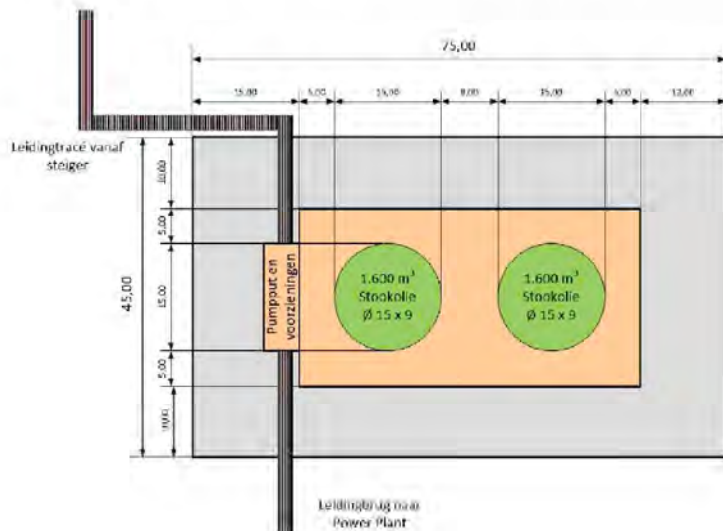 75,00
15,00
5,00
15,00
8,00
15,00
5,00
12,00
Leidingtracé vanaf
steiger
45,00
10,00
5,00
15,00
5,00
10,00
Pumpput en
voorzieningen
1.600 m³
Stookolie
Ø 15 x 9
1.600 m³
Stookolie
Ø 15 x 9
Leidingbrug naar
Power Plant